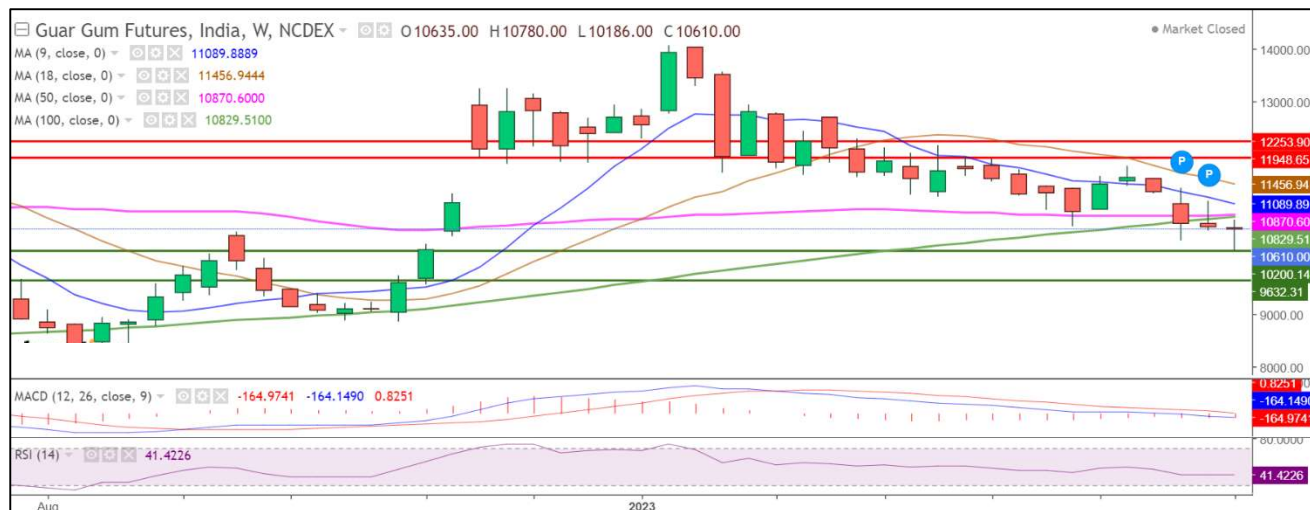 Guar Gum Futures, India, W, NCDEX O10635.00 H10780.00 L10186.00 C10610.00
Market Closed
MA (9, close, 0) 11089.8889
MA (18, close, 0) 11456.9444
MA (50, close, 0) 10870.6000
MA (100, close, 0) 10829.5100
14000.00
13000.00
12253.90
11948.65
P
P
11456.94
11089.89
10870.60
10829.51
10610.00
10200.14
9632.31
9000.00
8000.00
MACD (12, 26, close, 9) -164.9741 -164.1490 0.8251
0.8251
-164.1490
-164.9741
80.0000
RSI (14) 41.4226
41.4226
Aug 2023